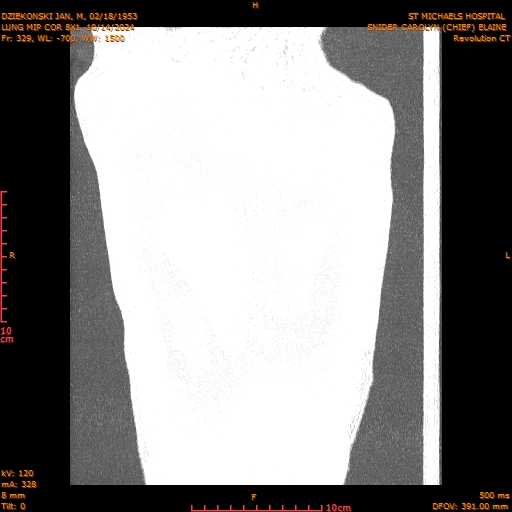 H
DZIEKONSKI JAN, M, 02/18/1953
ST MICHAELS HOSPITAL
LUNG MIP COR 8X1, 10/14/2024
SNIDER CAROLYN (CHIEF) ELAINE
Fr: 329, WL: -700, WW: 1500
Revolution CT
R
L
10
cm
kV: 120
mA: 328
8 mm
F
500 ms
Tilt: 0
10cm
DFOV: 391.00 mm